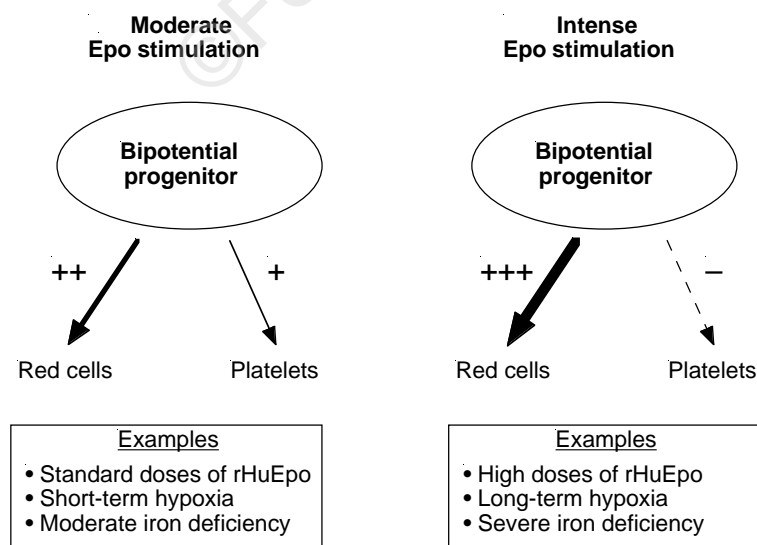 Moderate
Epo stimulation
Bipotential
progenitor
++
+
Red cells
Platelets
Examples
• Standard doses of rHuEpo
• Short-term hypoxia
• Moderate iron deficiency
Intense
Epo stimulation
Bipotential
progenitor
+++
–
Red cells
Platelets
Examples
• High doses of rHuEpo
• Long-term hypoxia
• Severe iron deficiency